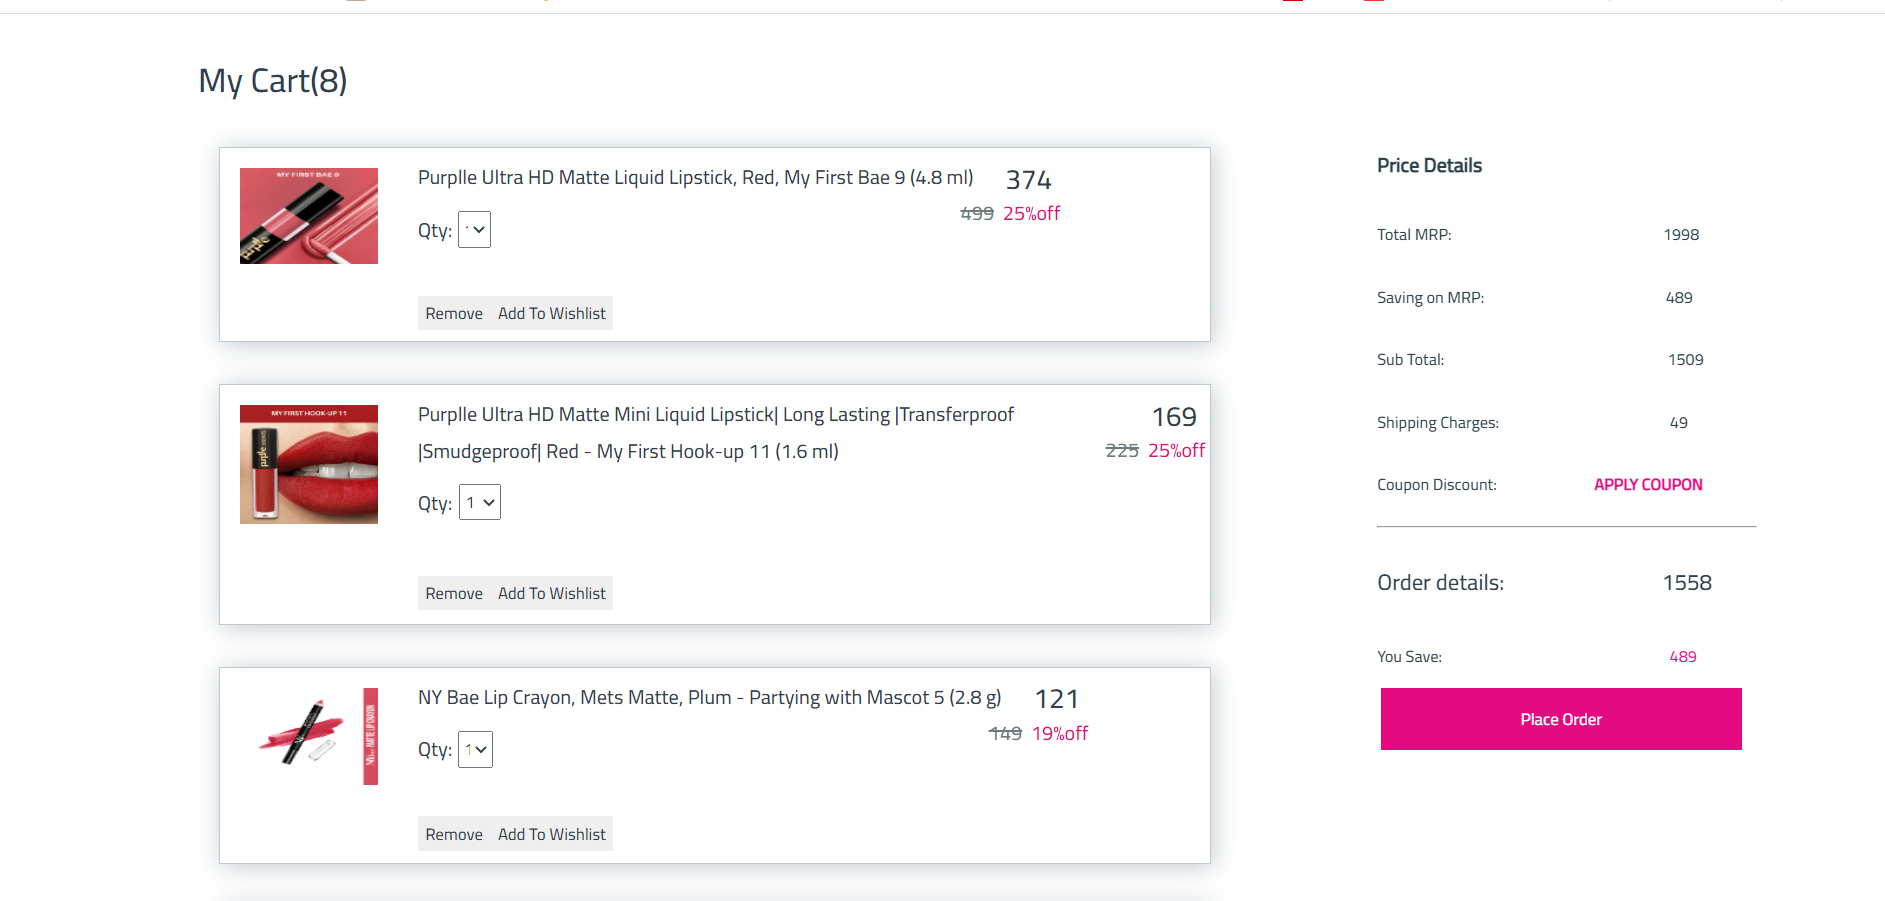 My Cart(8)
MY FIRST BAE 9
purplle
Purplle Ultra HD Matte Liquid Lipstick, Red, My First Bae 9 (4.8 ml)
374
499 25%off
Qty:
Remove Add To Wishlist
MY FIRST HOOK-UP 11
purplle
Purplle Ultra HD Matte Mini Liquid Lipstick| Long Lasting |Transferproof
|Smudgeproof| Red - My First Hook-up 11 (1.6 ml)
169
225 25%off
Qty: 1
Remove Add To Wishlist
MATTE LIP CRAYON
NY Bae Lip Crayon, Mets Matte, Plum - Partying with Mascot 5 (2.8 g)
121
149 19%off
Qty: 1
Remove Add To Wishlist
Price Details
Total MRP: 1998
Saving on MRP: 489
Sub Total: 1509
Shipping Charges: 49
Coupon Discount: APPLY COUPON
Order details: 1558
You Save: 489
Place Order